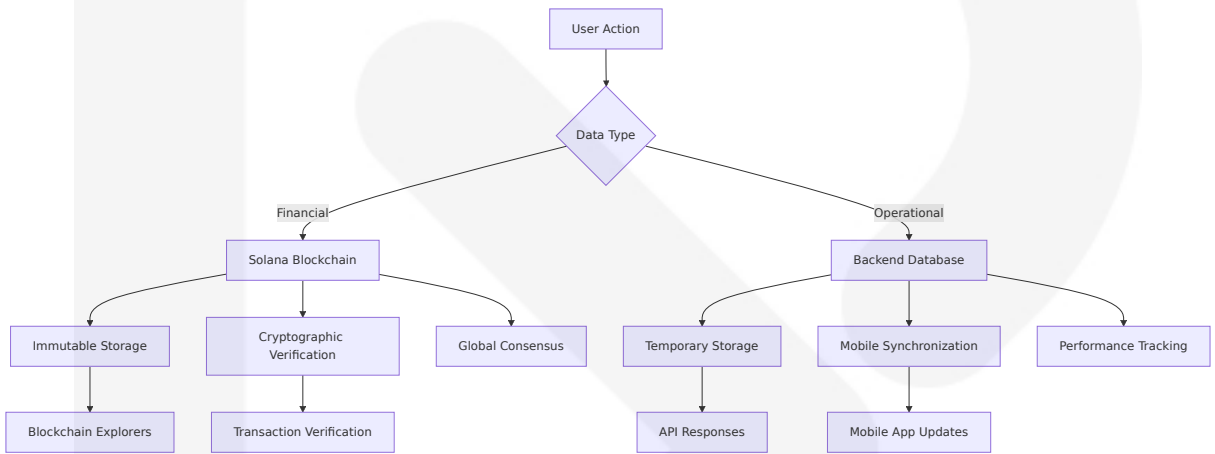 User Action
Data Type
Financial
Operational
Solana Blockchain
Backend Database
Immutable Storage
Cryptographic
Verification
Global Consensus
Temporary Storage
Mobile Synchronization
Performance Tracking
Blockchain Explorers
Transaction Verification
API Responses
Mobile App Updates